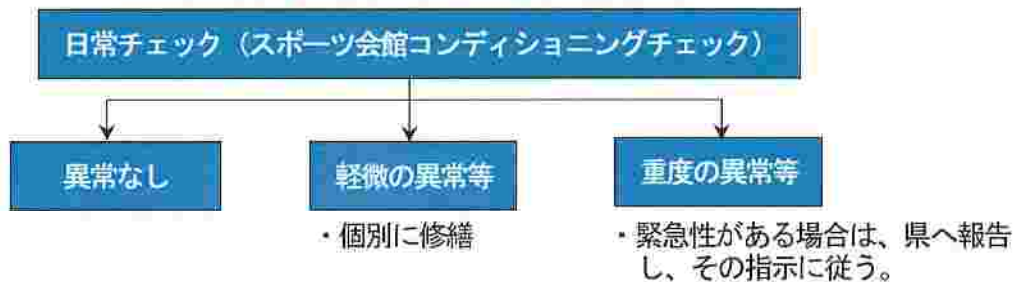 日常チェック（スポーツ会館コンディショニングチェック）
異常なし
軽微の異常等
重度の異常等
・個別に修繕
・緊急性がある場合は、県へ報告
し、その指示に従う。